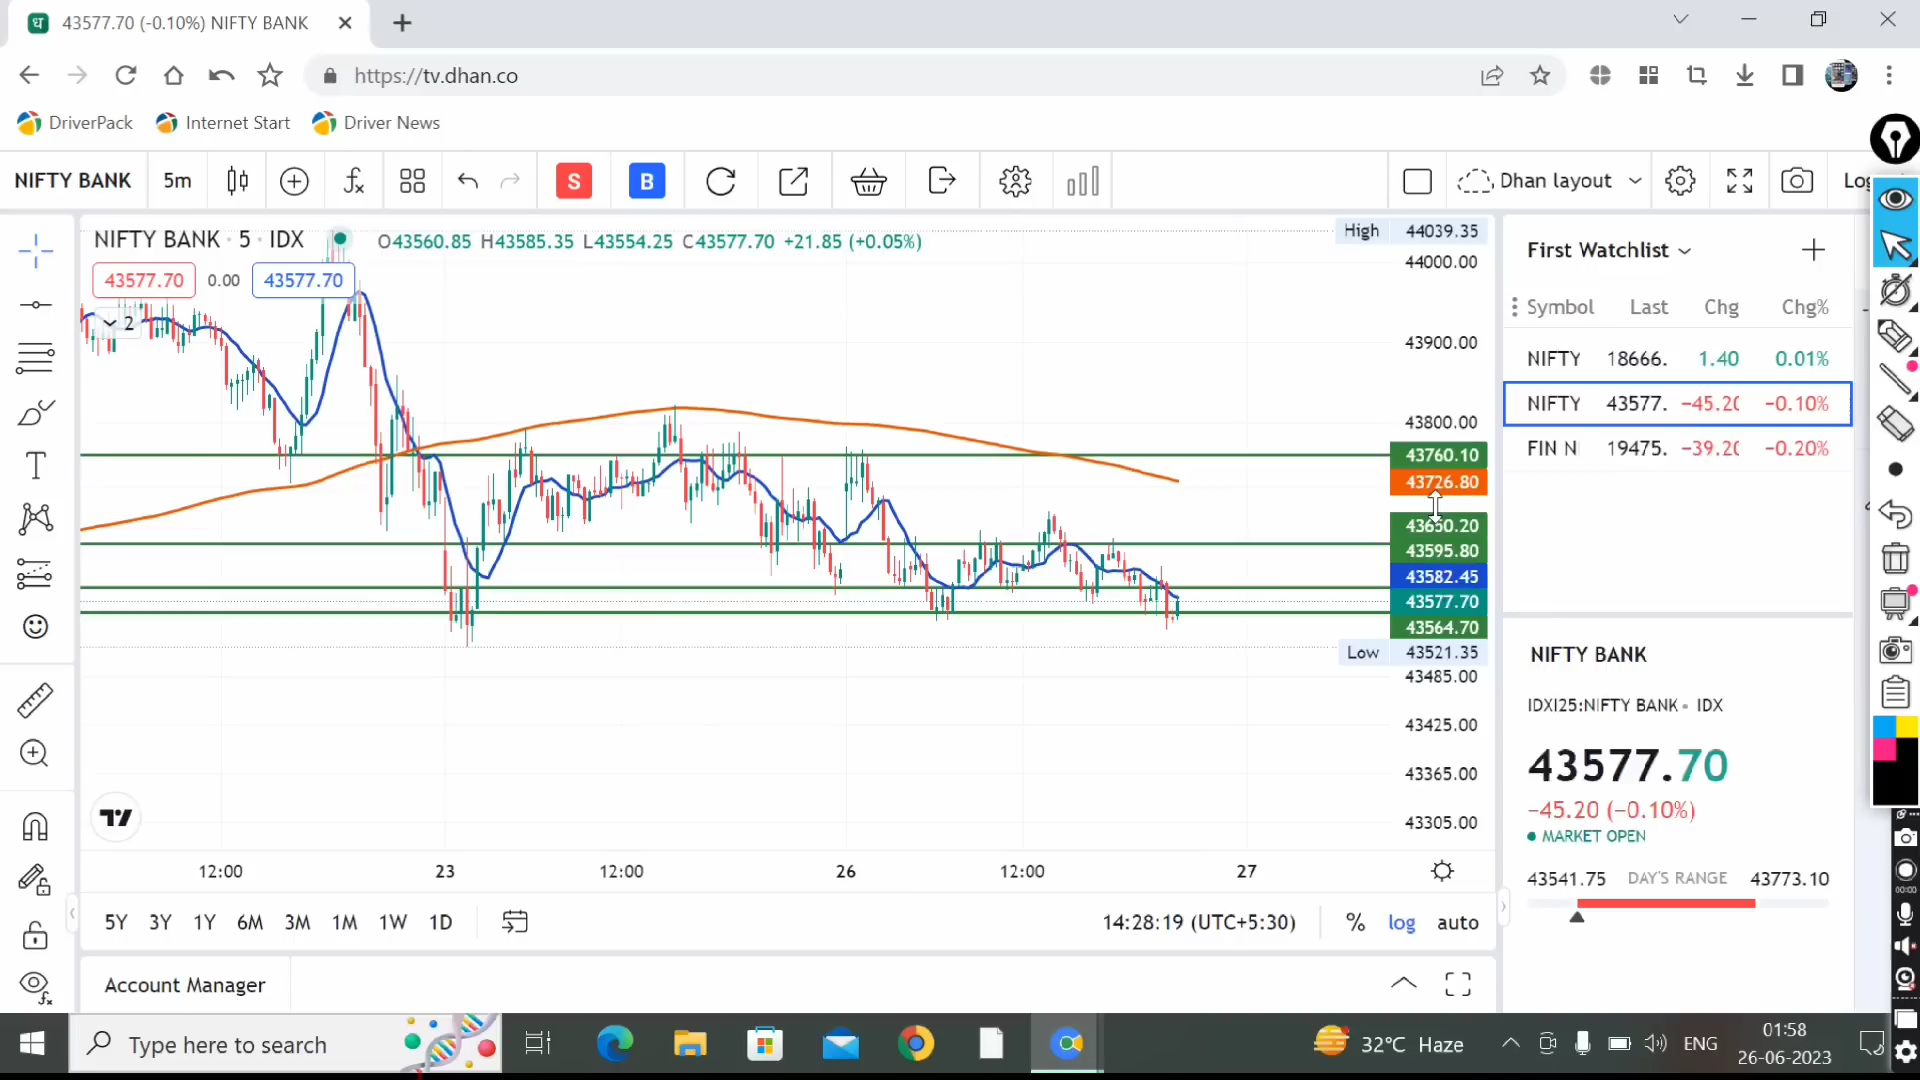 43577.70 (-0.10%) NIFTY BANK
https://tv.dhan.co
DriverPack
Internet Start
Driver News
NIFTY BANK
5m
S
B
Dhan layout
NIFTY BANK · 5 · IDX
O43560.85 H43585.35 L43554.25 C43577.70 +21.85 (+0.05%)
43577.70
0.00
43577.70
2
High 44039.35
44000.00
43900.00
43800.00
43760.10
43726.80
43650.20
43595.80
43582.45
43577.70
43564.70
Low 43521.35
43485.00
43425.00
43365.00
43305.00
12:00
23
12:00
26
12:00
27
5Y 3Y 1Y 6M 3M 1M 1W 1D
14:28:19 (UTC+5:30)
% log auto
Account Manager
First Watchlist
Symbol Last Chg Chg%
NIFTY 18666. 1.40 0.01%
NIFTY 43577. −45.20 −0.10%
FIN N 19475. −39.20 −0.20%
NIFTY BANK
IDXI25:NIFTY BANK • IDX
43577.70
−45.20 (−0.10%)
MARKET OPEN
43541.75 DAY'S RANGE 43773.10
00:00
Type here to search
32°C Haze
ENG
01:58
26-06-2023